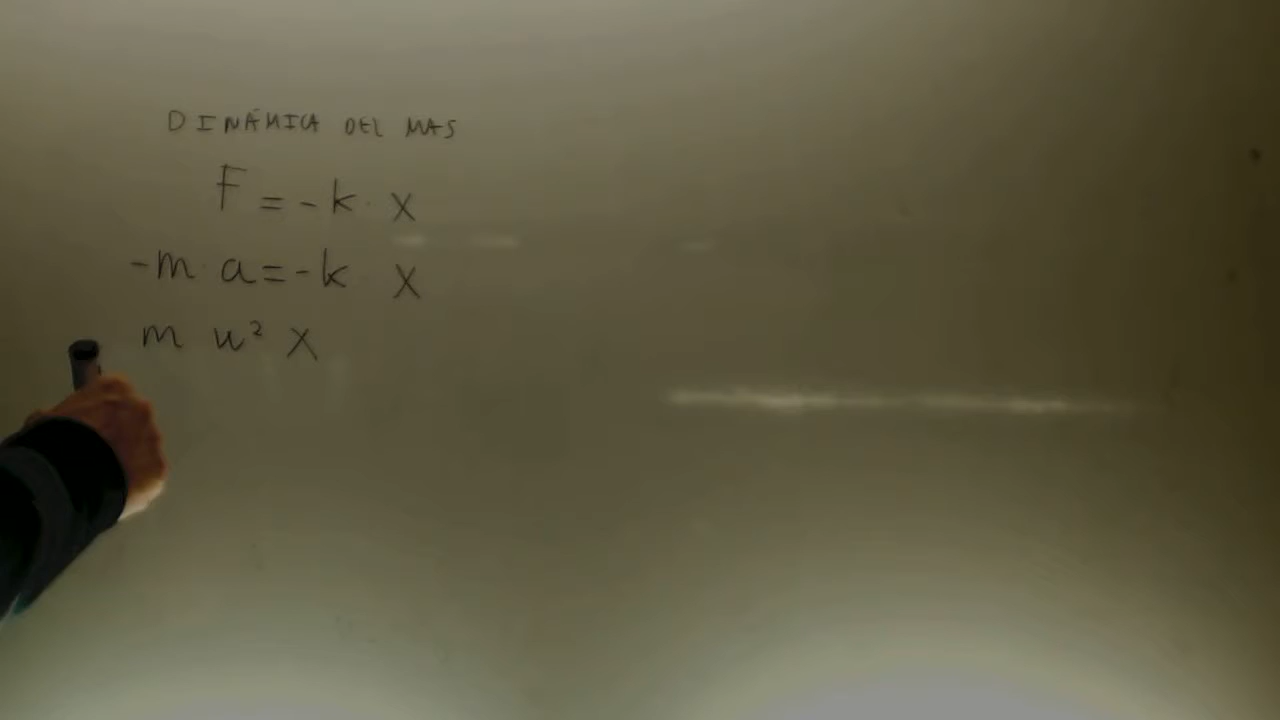 DINÁMICA DEL MAS
F = - k · x
- m · a = - k x
m w² x